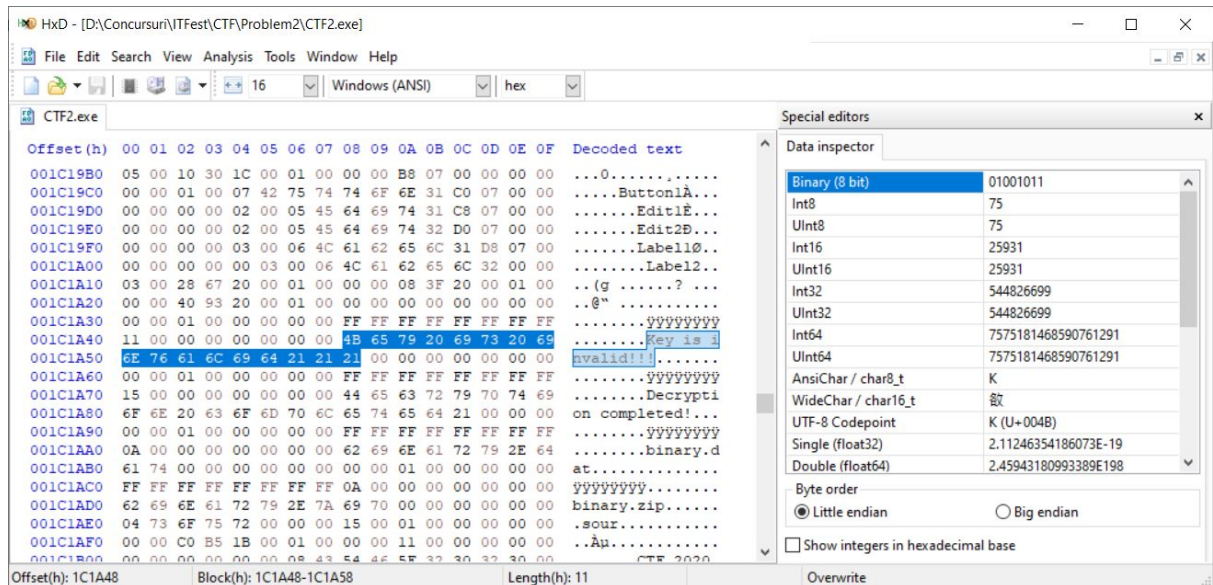 HxD - [D:\Concursuri\ITFest\CTF\Problem2\CTF2.exe]
File Edit Search View Analysis Tools Window Help
16 Windows (ANSI) hex
CTF2.exe
Offset(h) 00 01 02 03 04 05 06 07 08 09 0A 0B 0C 0D 0E 0F Decoded text
001C19B0 05 00 10 30 1C 00 01 00 00 00 B8 07 00 00 00 00 ...0......¸.....
001C19C0 00 00 01 00 07 42 75 74 74 6F 6E 31 C0 07 00 00 .....Button1À...
001C19D0 00 00 00 00 02 00 05 45 64 69 74 31 C8 07 00 00 .......Edit1È...
001C19E0 00 00 00 00 02 00 05 45 64 69 74 32 D0 07 00 00 .......Edit2Ð...
001C19F0 00 00 00 00 03 00 06 4C 61 62 65 6C 31 D8 07 00 .......Label1Ø..
001C1A00 00 00 00 00 00 03 00 06 4C 61 62 65 6C 32 00 00 ........Label2..
001C1A10 03 00 28 67 20 00 01 00 00 00 08 3F 20 00 01 00 ..(g ......? ...
001C1A20 00 00 40 93 20 00 01 00 00 00 00 00 00 00 00 00 ..@“ ...........
001C1A30 00 00 01 00 00 00 00 00 FF FF FF FF FF FF FF FF ........ÿÿÿÿÿÿÿÿ
001C1A40 11 00 00 00 00 00 00 00 4B 65 79 20 69 73 20 69 ........Key is i
001C1A50 6E 76 61 6C 69 64 21 21 21 00 00 00 00 00 00 00 nvalid!!!.......
001C1A60 00 00 01 00 00 00 00 00 FF FF FF FF FF FF FF FF ........ÿÿÿÿÿÿÿÿ
001C1A70 15 00 00 00 00 00 00 00 44 65 63 72 79 70 74 69 ........Decrypti
001C1A80 6F 6E 20 63 6F 6D 70 6C 65 74 65 64 21 00 00 00 on completed!...
001C1A90 00 00 01 00 00 00 00 00 FF FF FF FF FF FF FF FF ........ÿÿÿÿÿÿÿÿ
001C1AA0 0A 00 00 00 00 00 00 00 62 69 6E 61 72 79 2E 64 ........binary.d
001C1AB0 61 74 00 00 00 00 00 00 00 00 01 00 00 00 00 00 at..............
001C1AC0 FF FF FF FF FF FF FF FF 0A 00 00 00 00 00 00 00 ÿÿÿÿÿÿÿÿ........
001C1AD0 62 69 6E 61 72 79 2E 7A 69 70 00 00 00 00 00 00 binary.zip......
001C1AE0 04 73 6F 75 72 00 00 00 15 00 01 00 00 00 00 00 .sour...........
001C1AF0 00 00 C0 B5 1B 00 01 00 00 00 11 00 00 00 00 00 ..Àµ............
001C1B00 00 00 00 00 00 00 08 43 54 46 5F 32 30 32 30 00 CTF_2020
Special editors
Data inspector
Binary (8 bit) 01001011
Int8 75
UInt8 75
Int16 25931
UInt16 25931
Int32 544826699
UInt32 544826699
Int64 7575181468590761291
UInt64 7575181468590761291
AnsiChar / char8_t K
WideChar / char16_t 敋
UTF-8 Codepoint K (U+004B)
Single (float32) 2.11246354186073E-19
Double (float64) 2.45943180993389E198
Byte order
Little endian Big endian
Show integers in hexadecimal base
Offset(h): 1C1A48 Block(h): 1C1A48-1C1A58 Length(h): 11 Overwrite